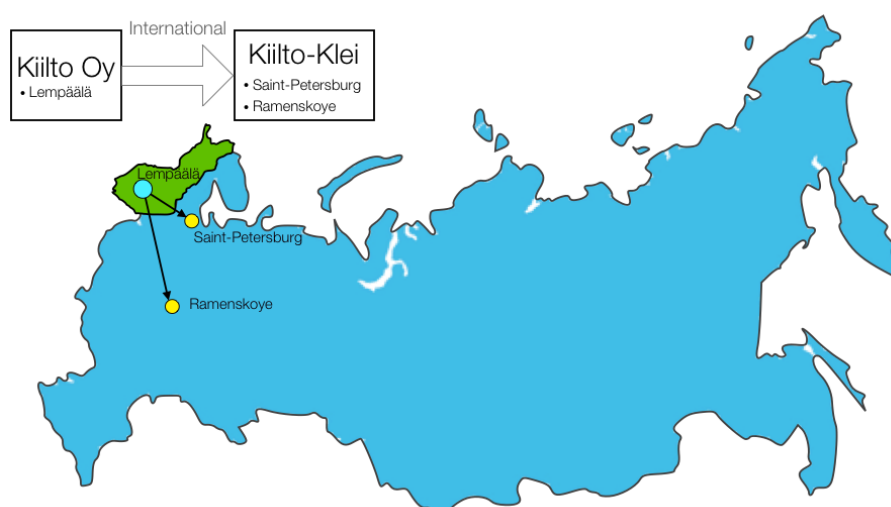 International
Kiilto Oy
• Lempäälä
Kiilto-Klei
• Saint-Petersburg
• Ramenskoye
Lempäälä
Saint-Petersburg
Ramenskoye